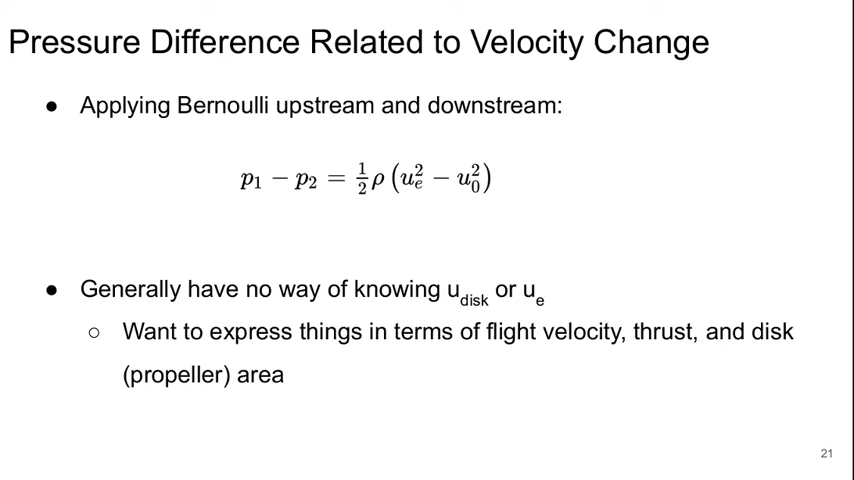 Pressure Difference Related to Velocity Change
● Applying Bernoulli upstream and downstream:
p₁ − p₂ = ½ρ(uₑ² − u₀²)
● Generally have no way of knowing u_disk or u_e
○ Want to express things in terms of flight velocity, thrust, and disk
(propeller) area
21